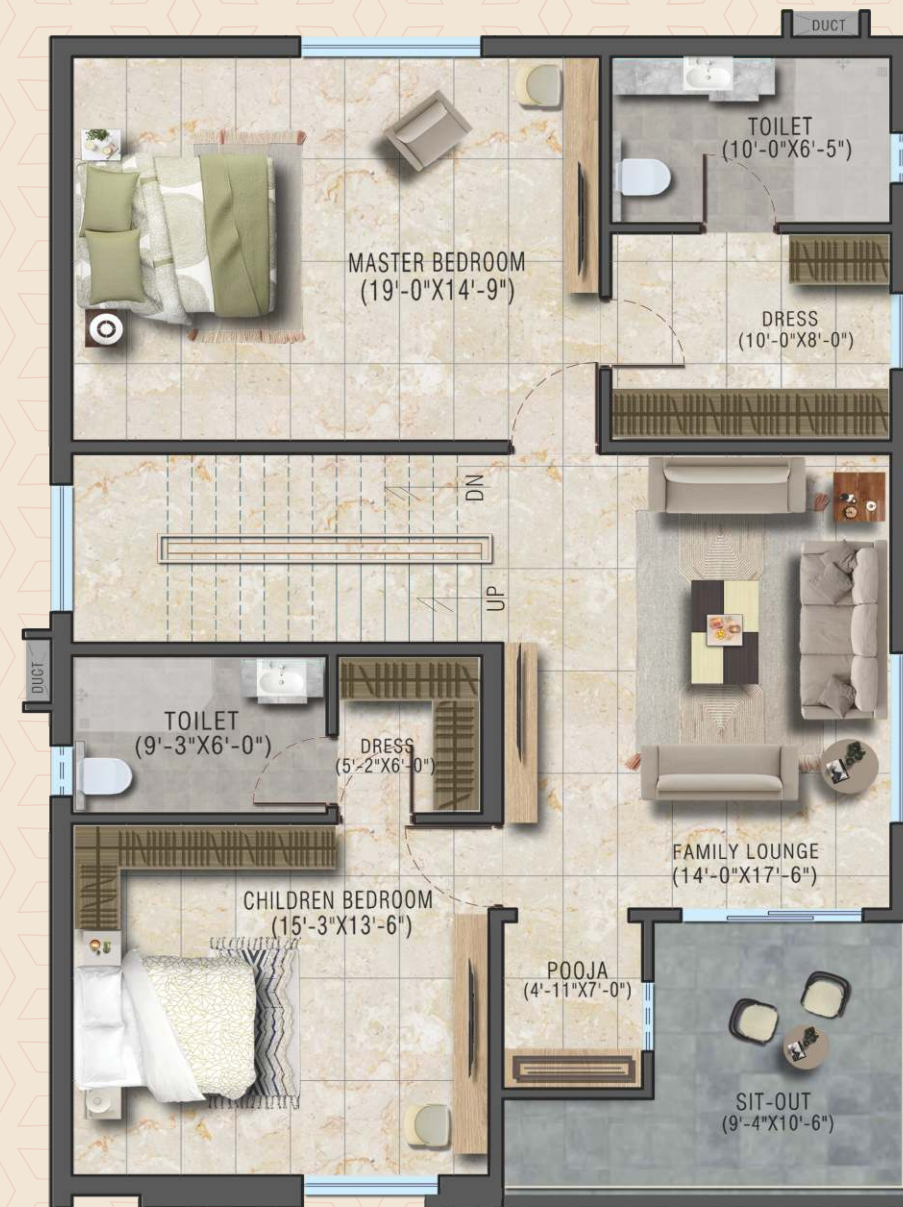 DUCT
TOILET
(10'-0"X6'-5")
MASTER BEDROOM
(19'-0"X14'-9")
DRESS
(10'-0"X8'-0")
DN
UP
DUCT
TOILET
(9'-3"X6'-0")
DRESS
(5'-2"X6'-0")
FAMILY LOUNGE
(14'-0"X17'-6")
CHILDREN BEDROOM
(15'-3"X13'-6")
POOJA
(4'-11"X7'-0")
SIT-OUT
(9'-4"X10'-6")